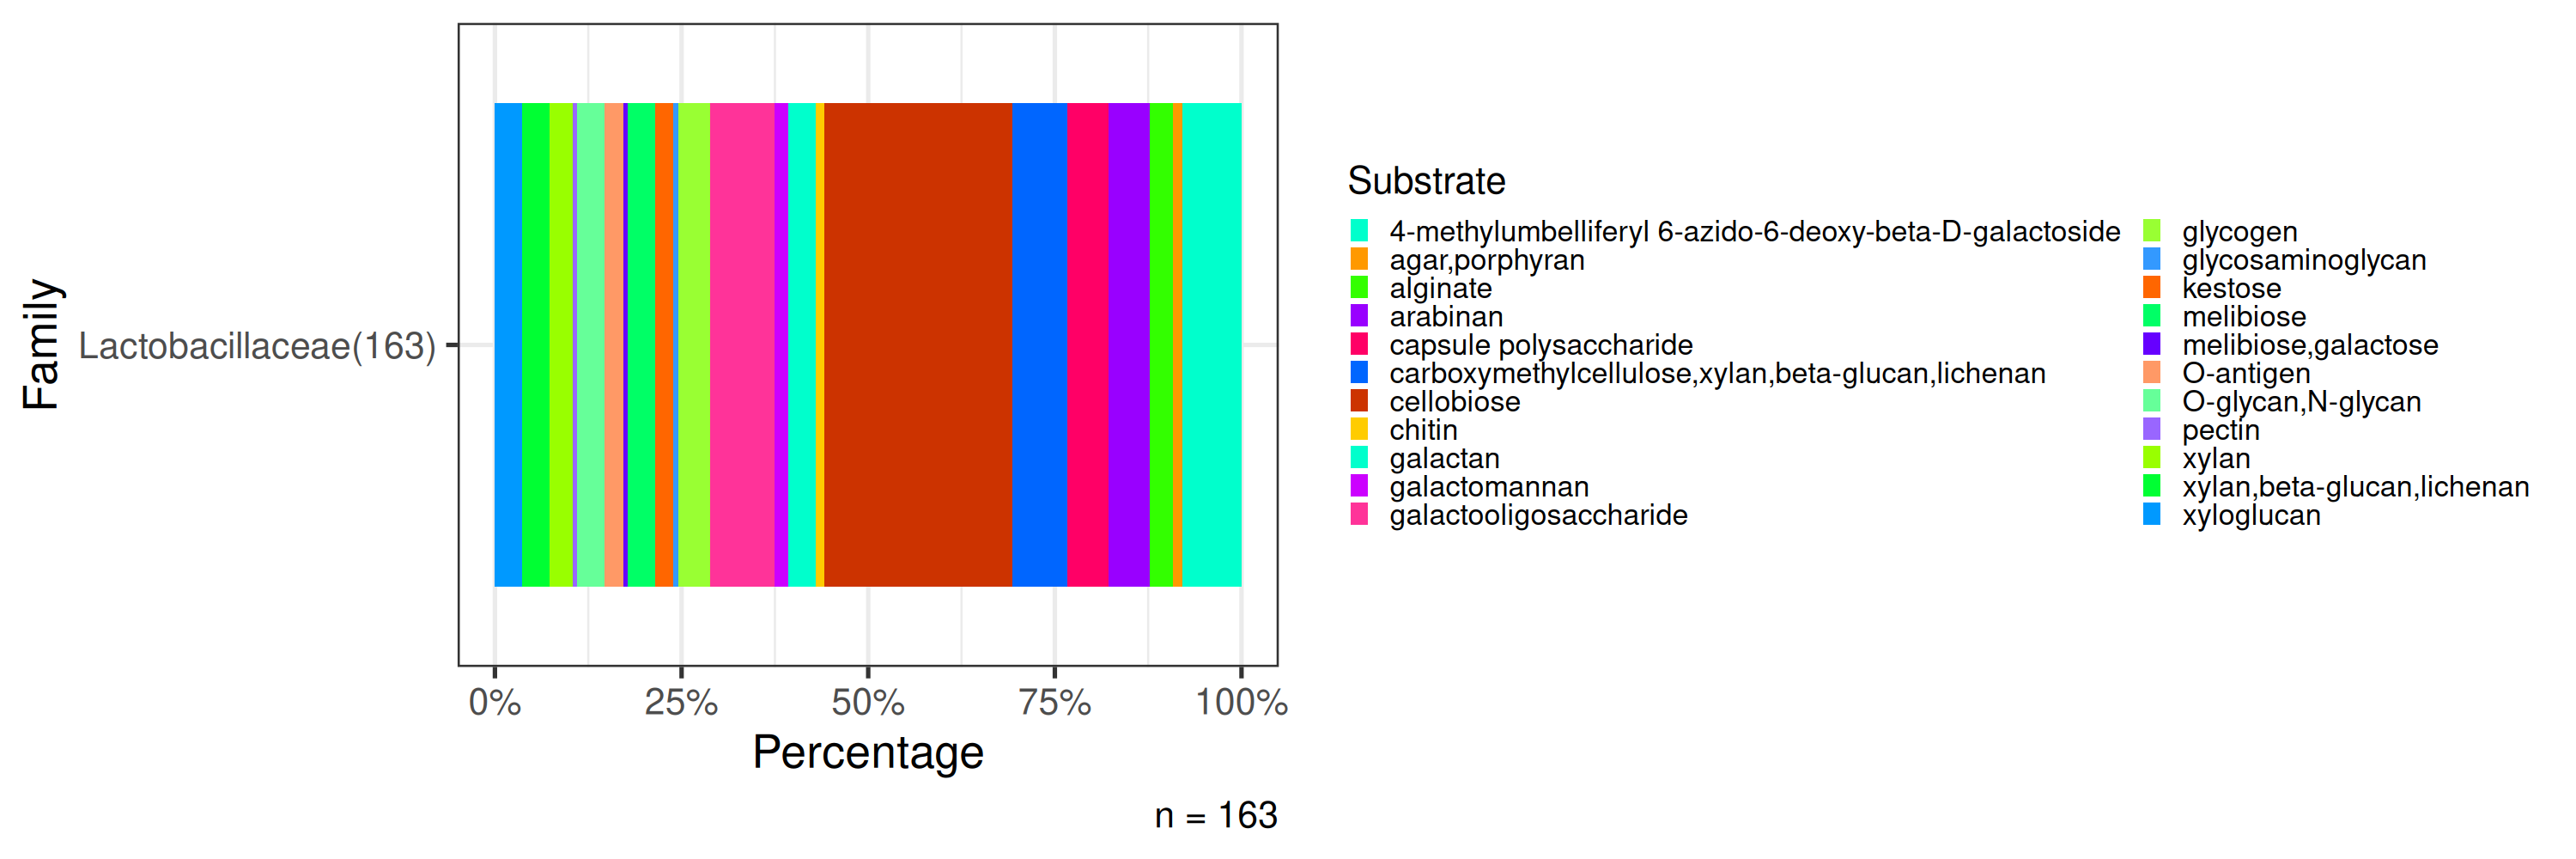 Family
Lactobacillaceae(163)
0%
25%
50%
75%
100%
Percentage
n = 163
Substrate
4-methylumbelliferyl 6-azido-6-deoxy-beta-D-galactoside
agar,porphyran
alginate
arabinan
capsule polysaccharide
carboxymethylcellulose,xylan,beta-glucan,lichenan
cellobiose
chitin
galactan
galactomannan
galactooligosaccharide
glycogen
glycosaminoglycan
kestose
melibiose
melibiose,galactose
O-antigen
O-glycan,N-glycan
pectin
xylan
xylan,beta-glucan,lichenan
xyloglucan